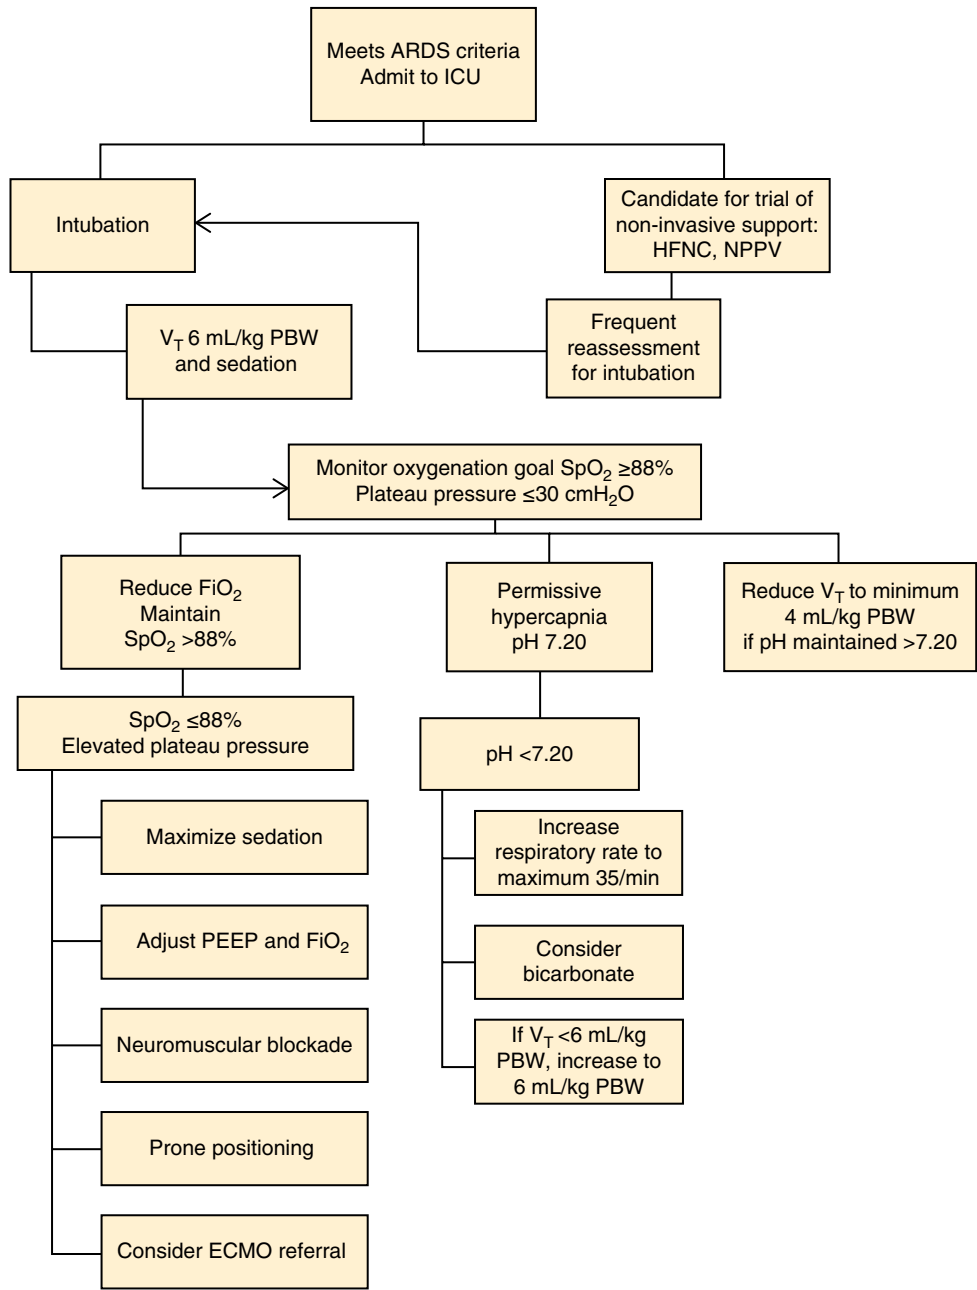 Meets ARDS criteria
Admit to ICU
Intubation
Candidate for trial of
non-invasive support:
HFNC, NPPV
Frequent
reassessment
for intubation
V_T 6 mL/kg PBW
and sedation
Monitor oxygenation goal SpO₂ ≥88%
Plateau pressure ≤30 cmH₂O
Reduce FiO₂
Maintain
SpO₂ >88%
Permissive
hypercapnia
pH 7.20
Reduce V_T to minimum
4 mL/kg PBW
if pH maintained >7.20
SpO₂ ≤88%
Elevated plateau pressure
Maximize sedation
Adjust PEEP and FiO₂
Neuromuscular blockade
Prone positioning
Consider ECMO referral
pH <7.20
Increase
respiratory rate to
maximum 35/min
Consider
bicarbonate
If V_T <6 mL/kg
PBW, increase to
6 mL/kg PBW